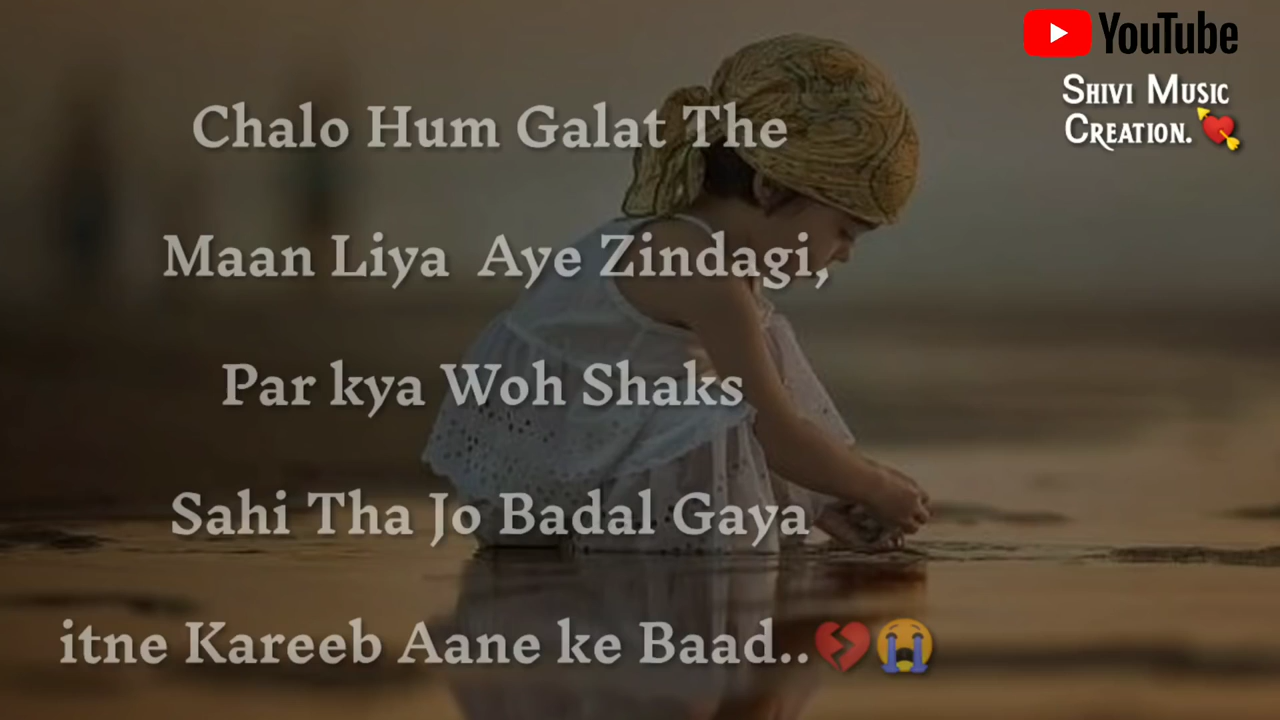 YouTube
Shivi Music
Creation.💘
Chalo Hum Galat The
Maan Liya  Aye Zindagi,
Par kya Woh Shaks
Sahi Tha Jo Badal Gaya
itne Kareeb Aane ke Baad..💔😭